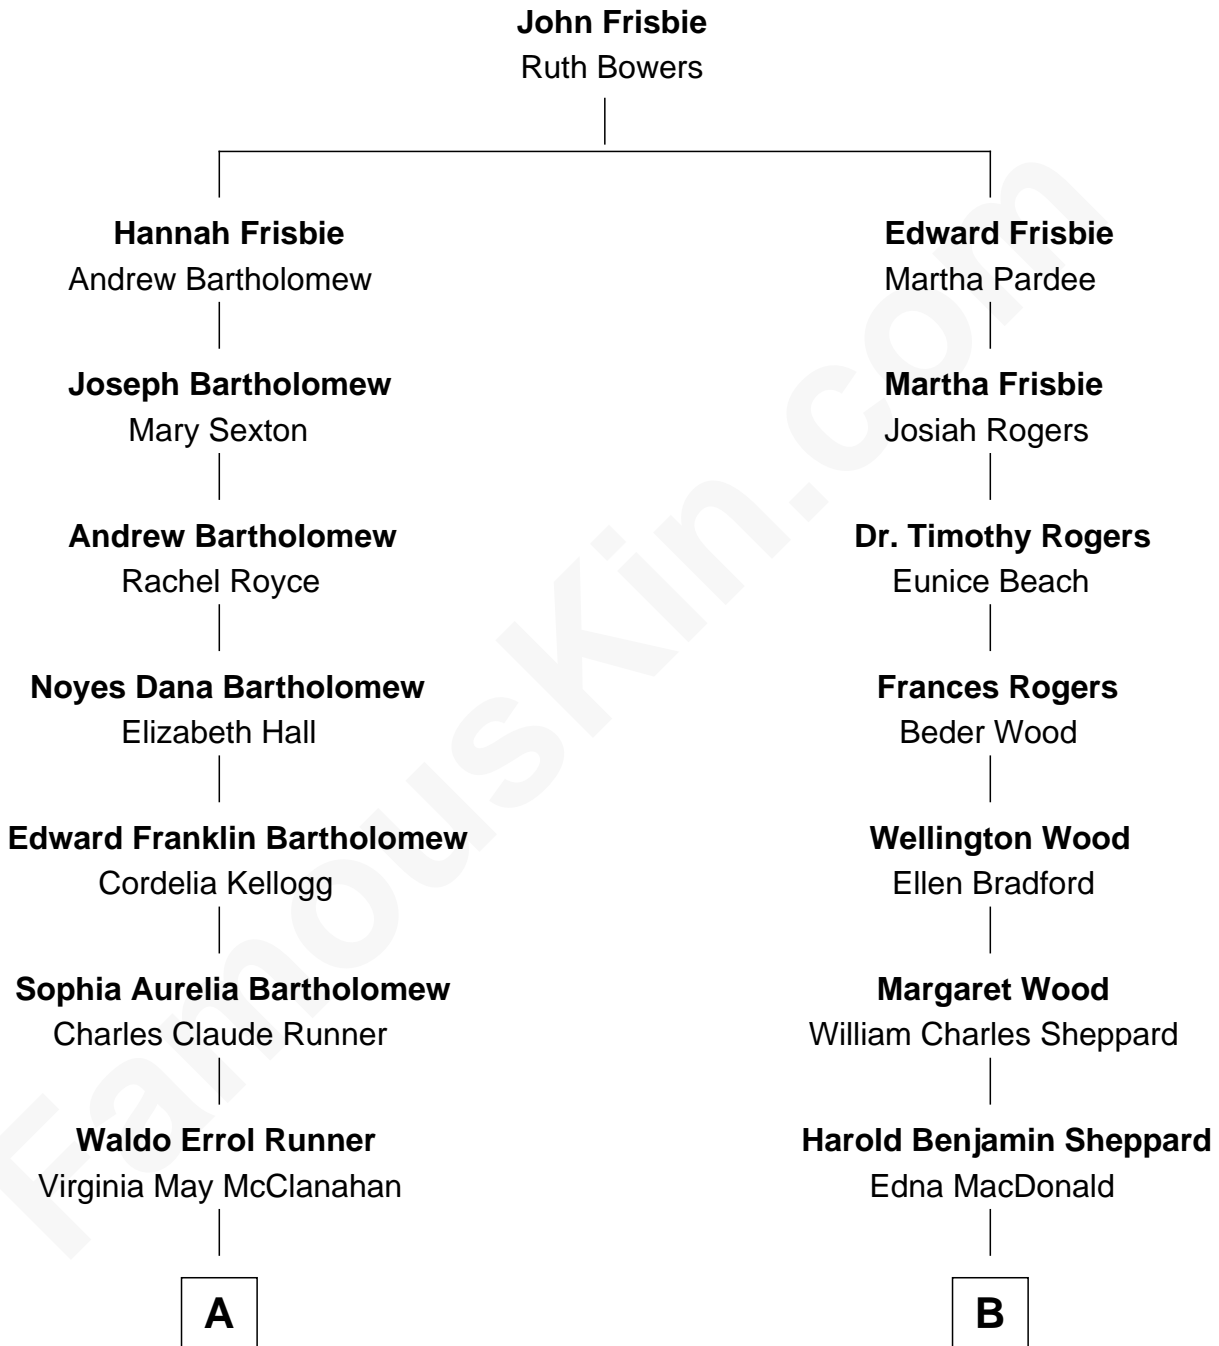 John Frisbie
Ruth Bowers
Hannah Frisbie
Andrew Bartholomew
Joseph Bartholomew
Mary Sexton
Andrew Bartholomew
Rachel Royce
Noyes Dana Bartholomew
Elizabeth Hall
Edward Franklin Bartholomew
Cordelia Kellogg
Sophia Aurelia Bartholomew
Charles Claude Runner
Waldo Errol Runner
Virginia May McClanahan
A
Edward Frisbie
Martha Pardee
Martha Frisbie
Josiah Rogers
Dr. Timothy Rogers
Eunice Beach
Frances Rogers
Beder Wood
Wellington Wood
Ellen Bradford
Margaret Wood
William Charles Sheppard
Harold Benjamin Sheppard
Edna MacDonald
B
FamousKin.com